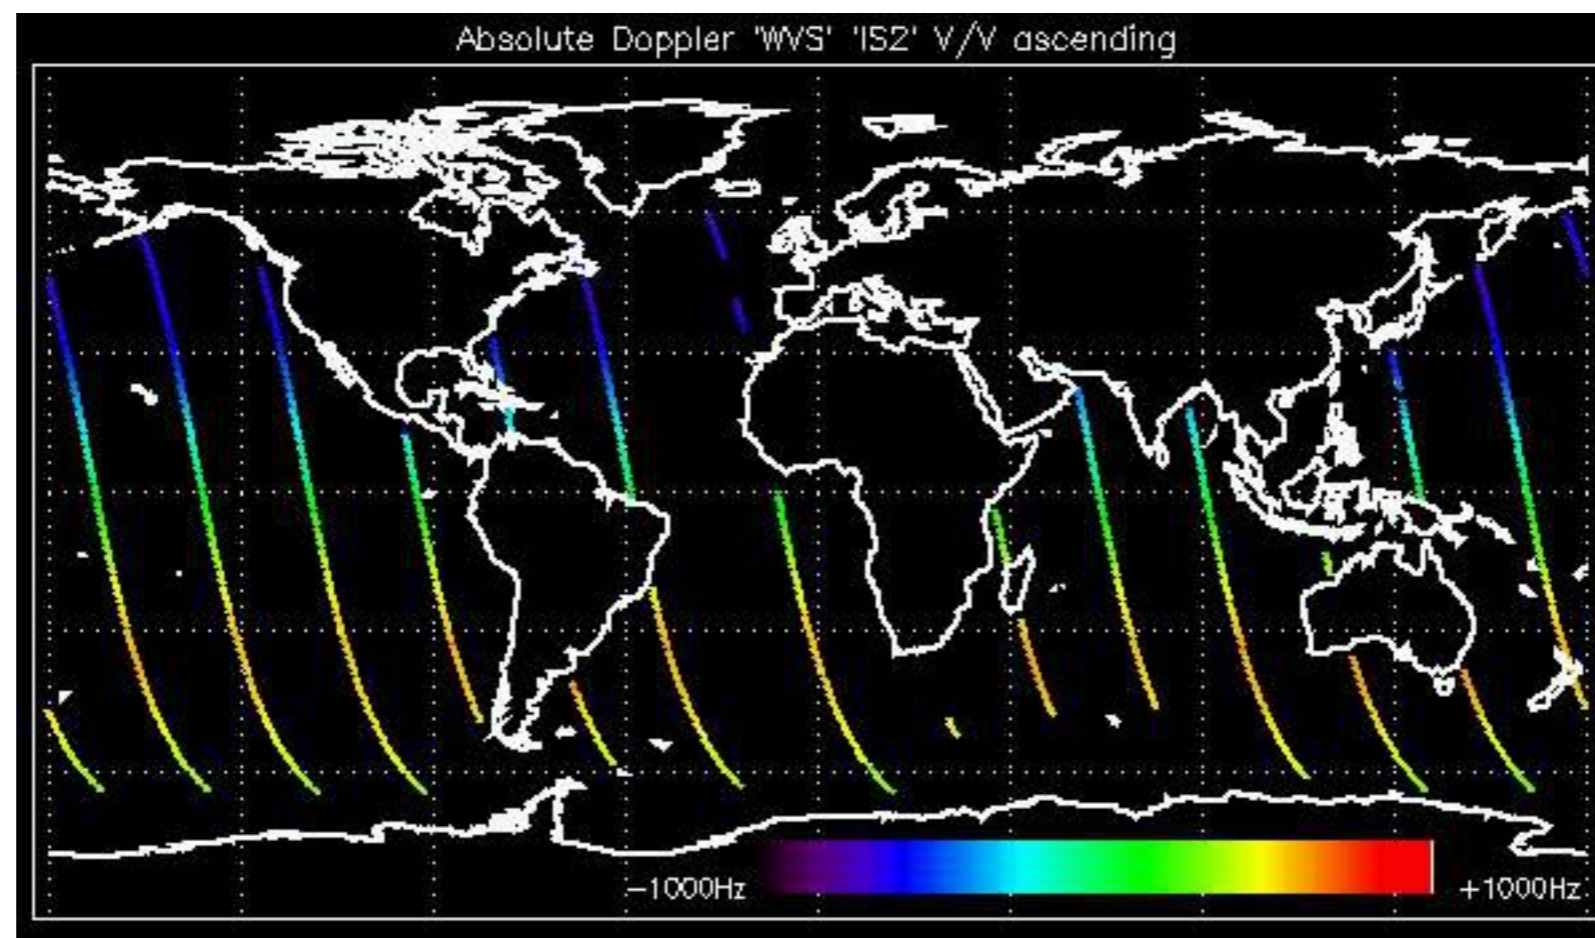 Absolute Doppler 'WVS' 'IS2' V/V ascending
-1000Hz +1000Hz